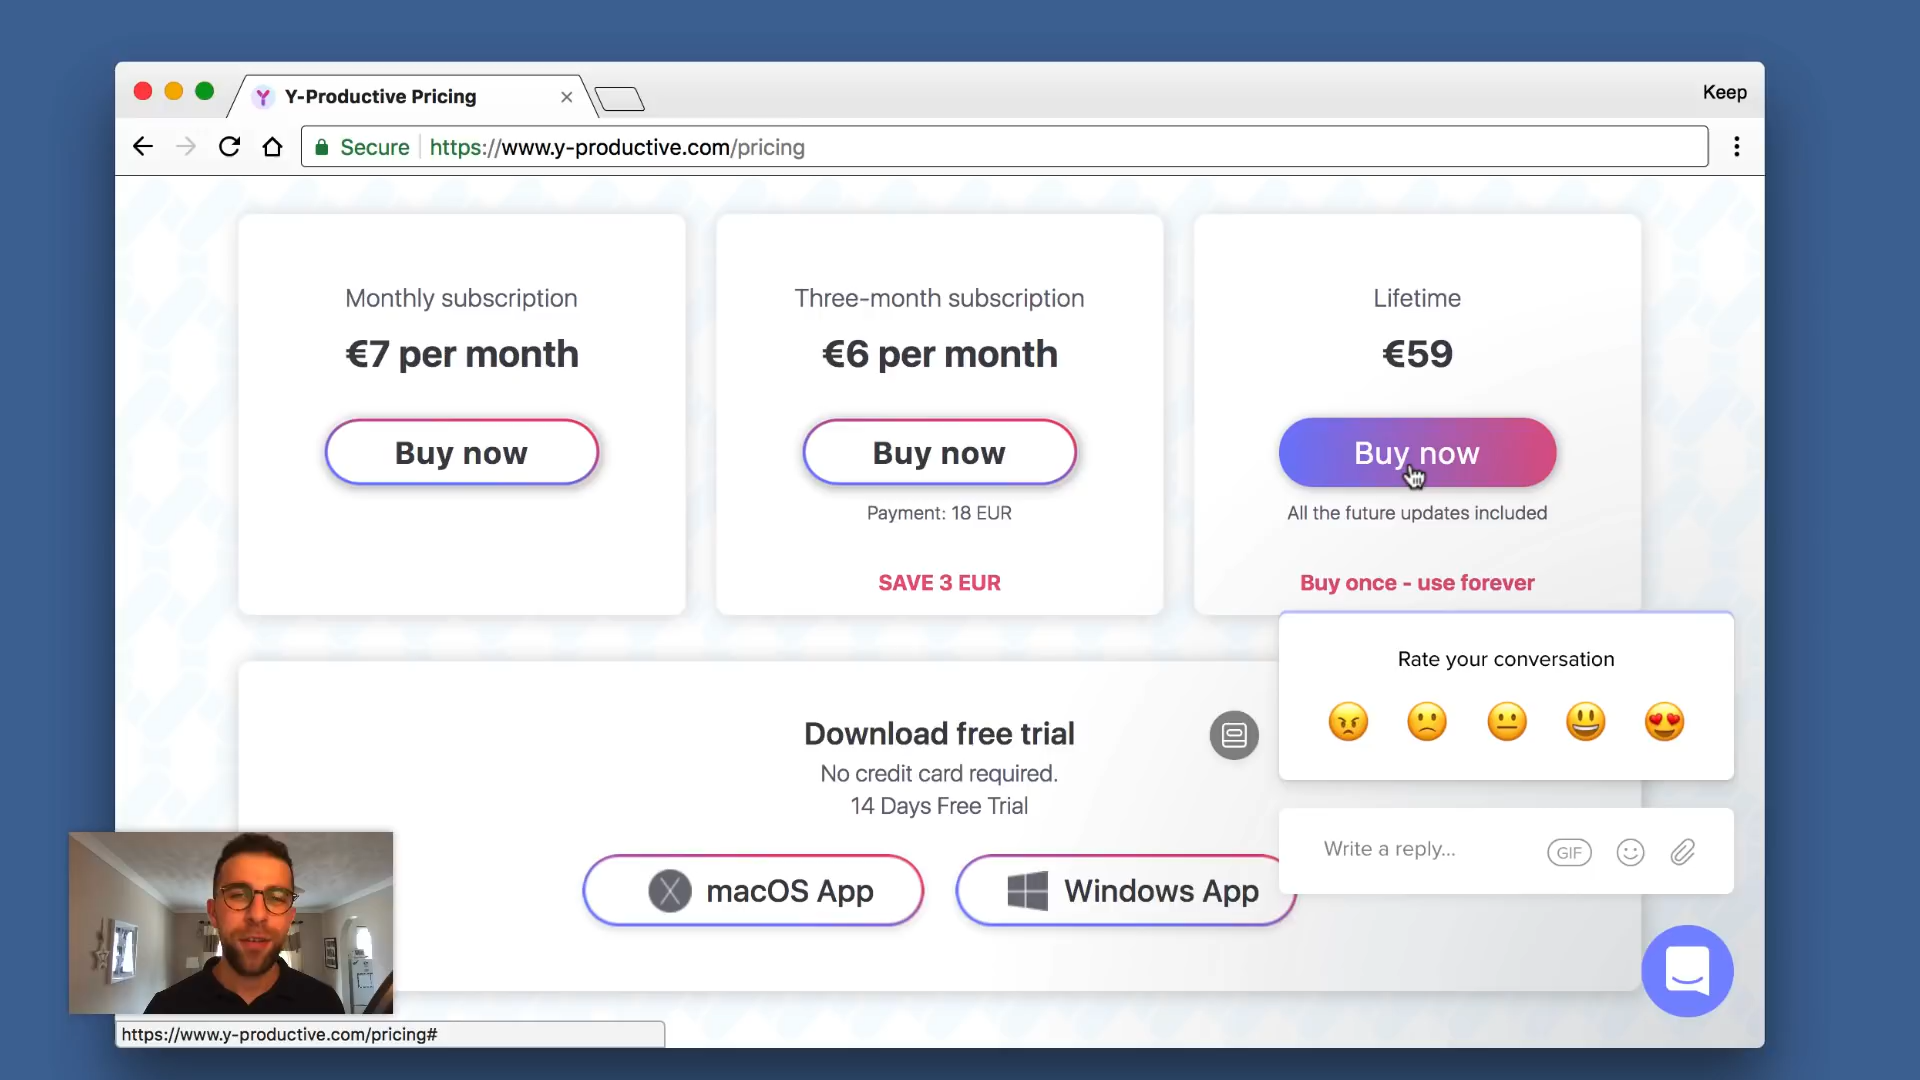 Y-Productive Pricing
Keep
Secure
https://www.y-productive.com/pricing
Monthly subscription
€7 per month
Buy now
Three-month subscription
€6 per month
Buy now
Payment: 18 EUR
SAVE 3 EUR
Lifetime
€59
Buy now
All the future updates included
Buy once - use forever
Download free trial
No credit card required.
14 Days Free Trial
X macOS App
Windows App
Rate your conversation
Write a reply...
GIF
https://www.y-productive.com/pricing#